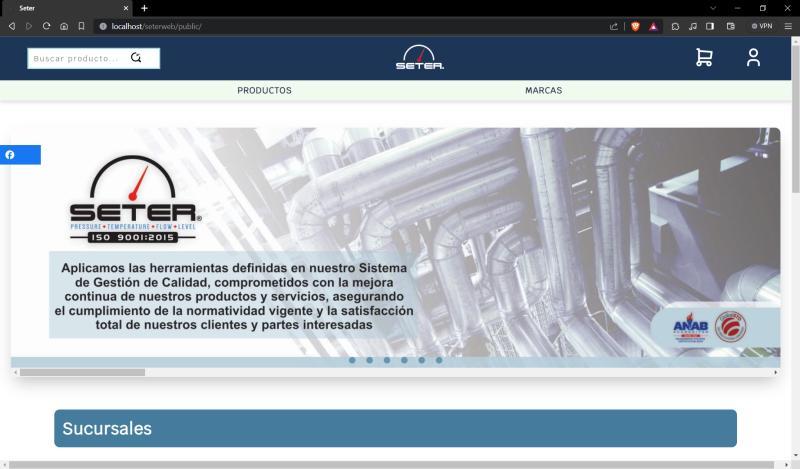 Seter
localhost/seterweb/public/
VPN
Buscar producto...
SETER.
PRODUCTOS
MARCAS
SETER®
PRESSURE•TEMPERATURE•FLOW•LEVEL
ISO 9001:2015
Aplicamos las herramientas definidas en nuestro Sistema
de Gestión de Calidad, comprometidos con la mejora
continua de nuestros productos y servicios, asegurando
el cumplimiento de la normatividad vigente y la satisfacción
total de nuestros clientes y partes interesadas
ANAB
Sucursales